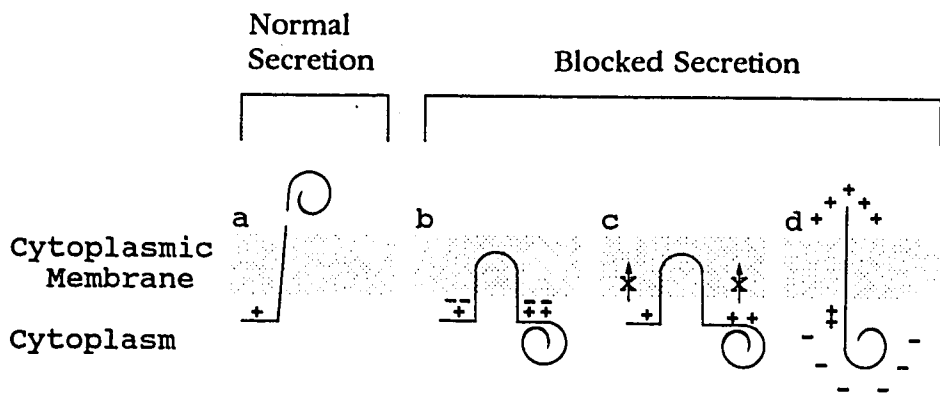 Normal
Secretion
Blocked Secretion
a
b
c
d
Cytoplasmic
Membrane
Cytoplasm
+
-- --
+ ++
+ ++
+ + + + +
++
- - - - - -